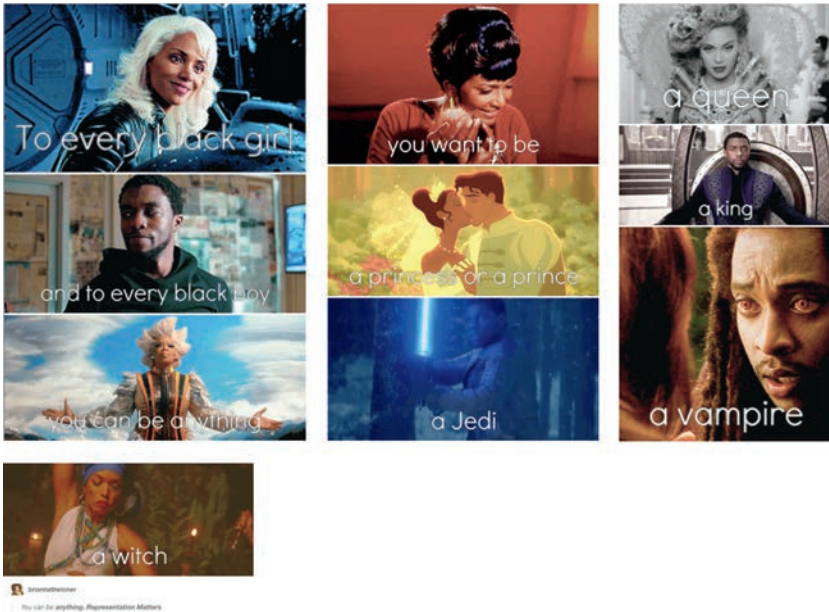 To every black girl
and to every black boy
you can be anything
you want to be
a princess or a prince
a Jedi
a queen
a king
a vampire
a witch
You can be anything. Representation Matters